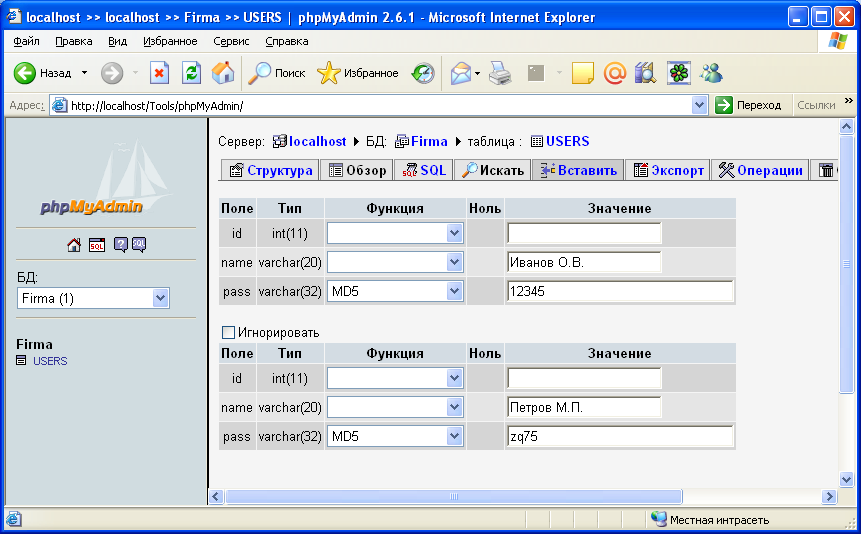 localhost >> localhost >> Firma >> USERS | phpMyAdmin 2.6.1 - Microsoft Internet Explorer
Файл Правка Вид Избранное Сервис Справка
Назад Поиск Избранное
Адрес: http://localhost/Tools/phpMyAdmin/ Переход Ссылки »
phpMyAdmin
SQL ? SQL
БД:
Firma (1)
Firma
USERS
Сервер: localhost БД: Firma таблица : USERS
Структура Обзор SQL Искать Вставить Экспорт Операции
Поле Тип Функция Ноль Значение
id int(11)
name varchar(20) Иванов О.В.
pass varchar(32) MD5 12345
Игнорировать
Поле Тип Функция Ноль Значение
id int(11)
name varchar(20) Петров М.П.
pass varchar(32) MD5 zq75
Местная интрасеть